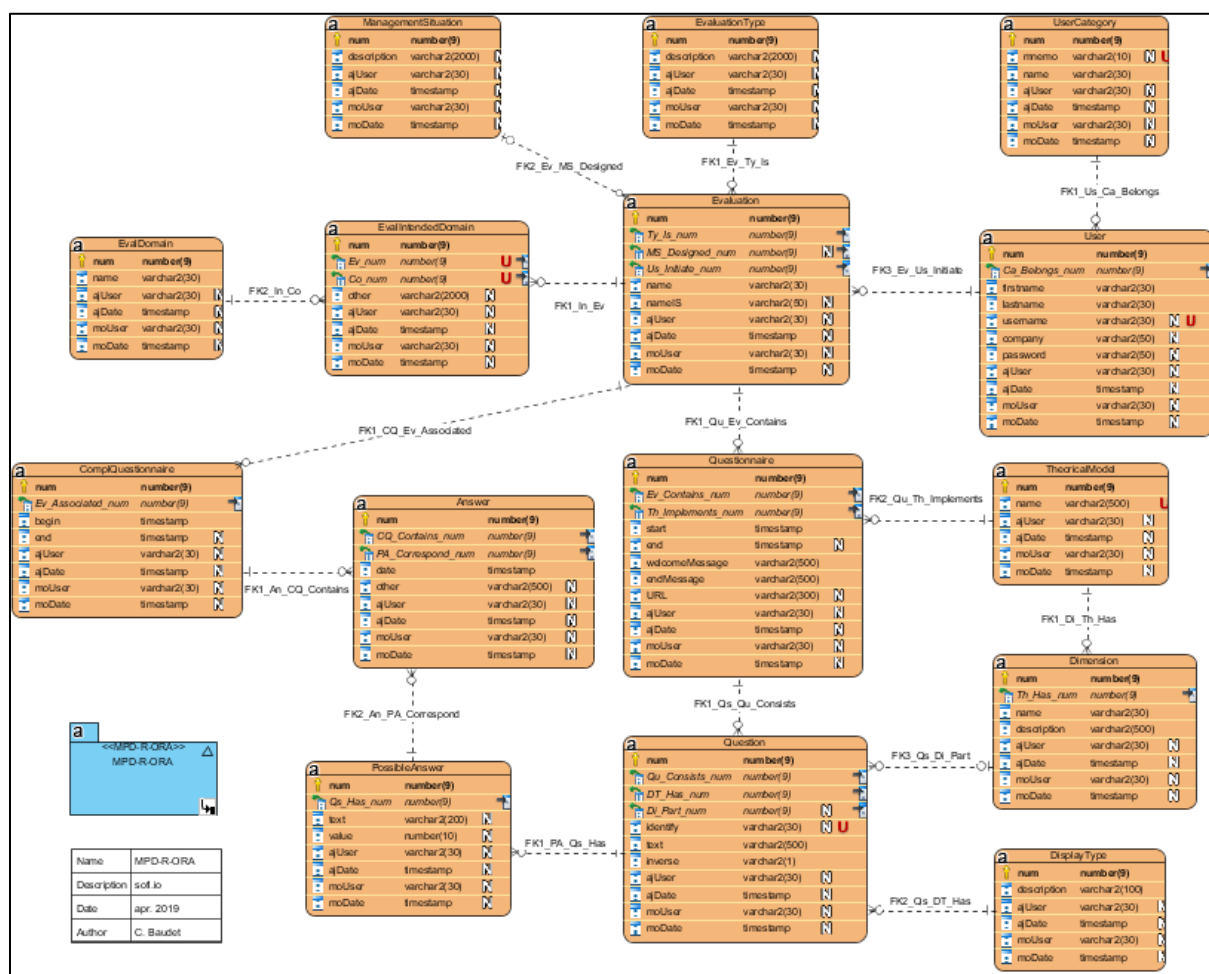 a
ManagementSituation
num number(9)
description varchar2(2000) N
ajUser varchar2(30) N
ajDate timestamp N
moUser varchar2(30) N
moDate timestamp N
a
EvaluationType
num number(9)
description varchar2(2000) N
ajUser varchar2(30) N
ajDate timestamp N
moUser varchar2(30) N
moDate timestamp N
a
UserCategory
num number(9)
mnemo varchar2(10) N U
name varchar2(30)
ajUser varchar2(30) N
ajDate timestamp N
moUser varchar2(30) N
moDate timestamp N
FK2_Ev_MS_Designed
FK1_Ev_Ty_Is
FK1_Us_Ca_Belongs
a
EvalDomain
num number(9)
name varchar2(30)
ajUser varchar2(30) N
ajDate timestamp N
moUser varchar2(30) N
moDate timestamp N
FK2_In_Co
a
EvalIntendedDomain
num number(9)
Ev_num number(9) U
Co_num number(9) U
other varchar2(2000) N
ajUser varchar2(30) N
ajDate timestamp N
moUser varchar2(30) N
moDate timestamp N
FK1_In_Ev
a
Evaluation
num number(9)
Ty_Is_num number(9)
MS_Designed_num number(9) N
Us_Initiate_num number(9)
name varchar2(30)
nameIS varchar2(50) N
ajUser varchar2(30) N
ajDate timestamp N
moUser varchar2(30) N
moDate timestamp N
FK3_Ev_Us_Initiate
a
User
Ca_Belongs_num number(9)
firstname varchar2(30)
lastname varchar2(30)
username varchar2(30) N U
company varchar2(50) N
password varchar2(50) N
ajUser varchar2(30) N
ajDate timestamp N
moUser varchar2(30) N
moDate timestamp N
FK1_CQ_Ev_Associated
FK1_Qu_Ev_Contains
a
ComplQuestionnaire
num number(9)
Ev_Associated_num number(9)
begin timestamp
end timestamp N
ajUser varchar2(30) N
ajDate timestamp N
moUser varchar2(30) N
moDate timestamp N
FK1_An_CQ_Contains
a
Answer
num number(9)
CQ_Contains_num number(9)
PA_Correspond_num number(9)
date timestamp
other varchar2(500) N
ajUser varchar2(30) N
ajDate timestamp N
moUser varchar2(30) N
moDate timestamp N
a
Questionnaire
num number(9)
Ev_Contains_num number(9)
Th_Implements_num number(9)
start timestamp
end timestamp N
welcomeMessage varchar2(500)
endMessage varchar2(500)
URL varchar2(300) N
ajUser varchar2(30) N
ajDate timestamp N
moUser varchar2(30) N
moDate timestamp N
FK2_Qu_Th_Implements
a
TheoricalModel
num number(9)
name varchar2(500) U
ajUser varchar2(30) N
ajDate timestamp N
moUser varchar2(30) N
moDate timestamp N
FK1_Di_Th_Has
FK2_An_PA_Correspond
FK1_Qs_Qu_Consists
a
Dimension
num number(9)
Th_Has_num number(9)
name varchar2(30)
description varchar2(500)
ajUser varchar2(30) N
ajDate timestamp N
moUser varchar2(30) N
moDate timestamp N
FK3_Qs_Di_Part
a
<<MPD-R-ORA>>
MPD-R-ORA
a
PossibleAnswer
num number(9)
Qs_Has_num number(9)
text varchar2(200) N
value number(10) N
ajUser varchar2(30) N
ajDate timestamp N
moUser varchar2(30) N
moDate timestamp N
FK1_PA_Qs_Has
a
Question
num number(9)
Qu_Consists_num number(9)
DT_Has_num number(9)
Di_Part_num number(9) N
identify varchar2(30) N U
text varchar2(500)
inverse varchar2(1)
ajUser varchar2(30) N
ajDate timestamp N
moUser varchar2(30) N
moDate timestamp N
FK2_Qs_DT_Has
a
DisplayType
num number(9)
description varchar2(100)
ajUser varchar2(30) N
ajDate timestamp N
moUser varchar2(30) N
moDate timestamp N
Name MPD-R-ORA
Description sofl.io
Date apr. 2019
Author C. Baudet